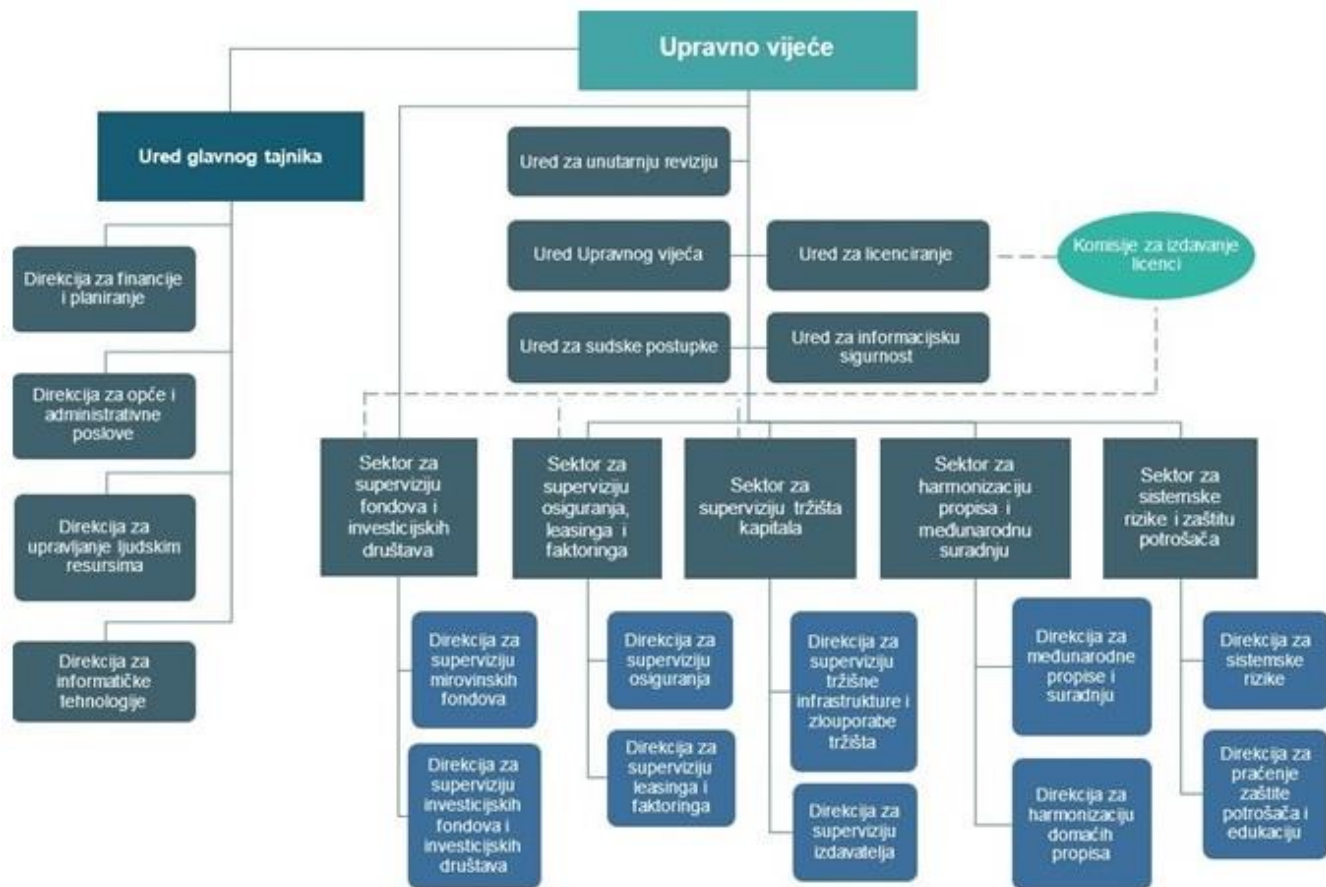 Upravno vijeće
Ured glavnog tajnika
Ured za unutarnju reviziju
Ured Upravnog vijeća
Ured za licenciranje
Komisije za izdavanje
licenci
Ured za sudske postupke
Ured za informacijsku
sigurnost
Direkcija za financije
i planiranje
Direkcija za opće i
administrativne
poslove
Direkcija za
upravljanje ljudskim
resursima
Direkcija za
informatičke
tehnologije
Sektor za
superviziju
fondova i
investicijskih
društava
Sektor za
superviziju
osiguranja,
leasinga i
faktoringa
Sektor za
superviziju tržišta
kapitala
Sektor za
harmonizaciju
propisa i
međunarodnu
suradnju
Sektor za
sistemske
rizike i zaštitu
potrošača
Direkcija za
superviziju
mirovinskih
fondova
Direkcija za
superviziju
investicijskih
fondova i
investicijskih
društava
Direkcija za
superviziju
osiguranja
Direkcija za
superviziju
leasinga i
faktoringa
Direkcija za
superviziju
tržišne
infrastrukture i
zlouporabe
tržišta
Direkcija za
superviziju
izdavatelja
Direkcija za
međunarodne
propise i
suradnju
Direkcija za
harmonizaciju
domaćih
propisa
Direkcija za
sistemske
rizike
Direkcija za
praćenje
zaštite
potrošača i
edukaciju